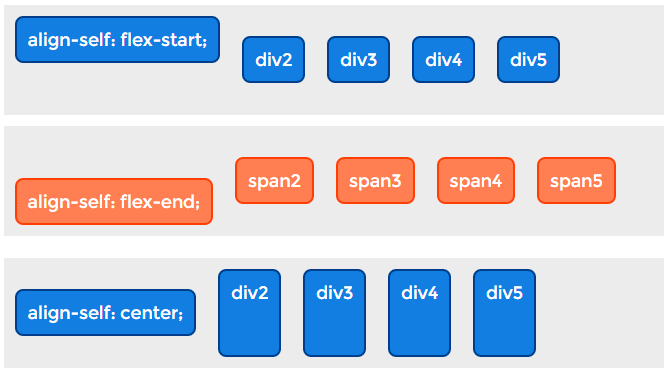 align-self: flex-start;
div2 div3 div4 div5
span2 span3 span4 span5
align-self: flex-end;
div2 div3 div4 div5
align-self: center;